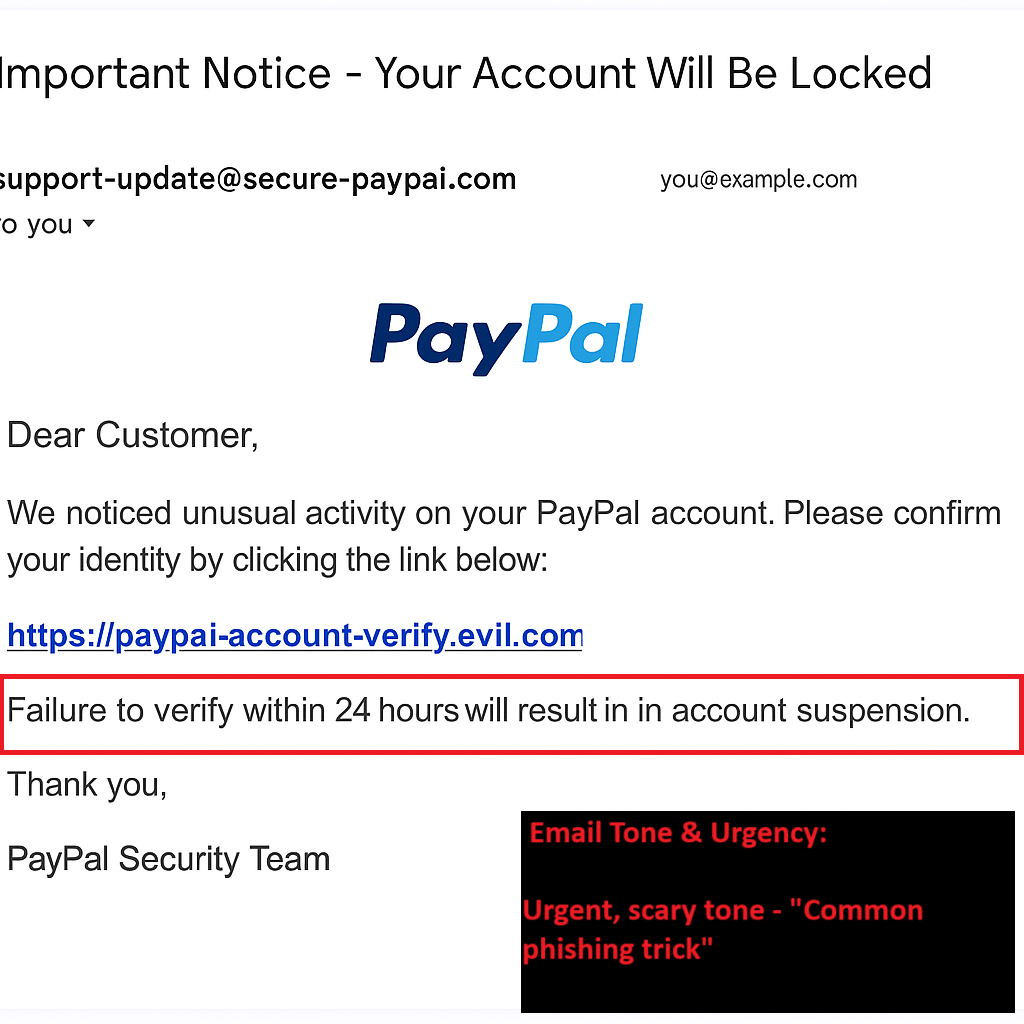 Important Notice - Your Account Will Be Locked
support-update@secure-paypai.com you@example.com
ro you
PayPal
Dear Customer,
We noticed unusual activity on your PayPal account. Please confirm
your identity by clicking the link below:
https://paypai-account-verify.evil.com
Failure to verify within 24 hours will result in in account suspension.
Thank you,
PayPal Security Team
Email Tone & Urgency:
Urgent, scary tone - "Common
phishing trick"